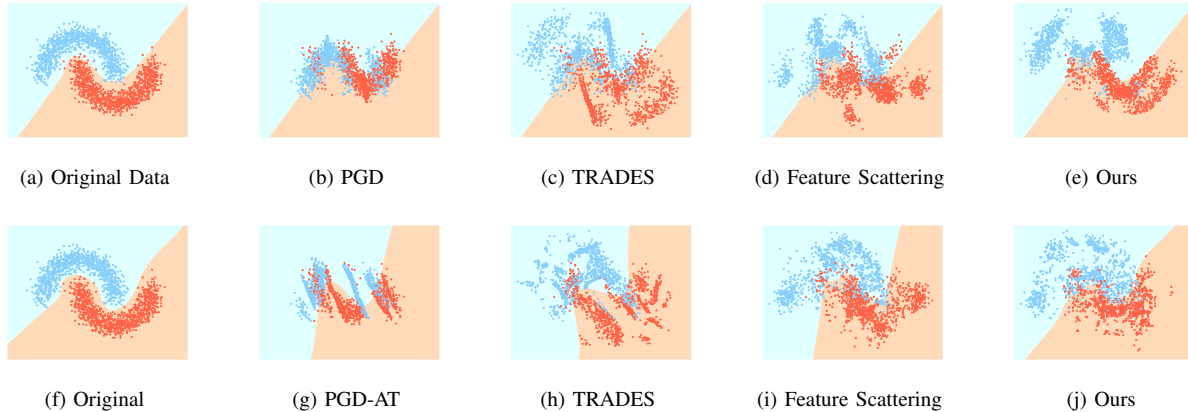 (a) Original Data
(b) PGD
(c) TRADES
(d) Feature Scattering
(e) Ours
(f) Original
(g) PGD-AT
(h) TRADES
(i) Feature Scattering
(j) Ours